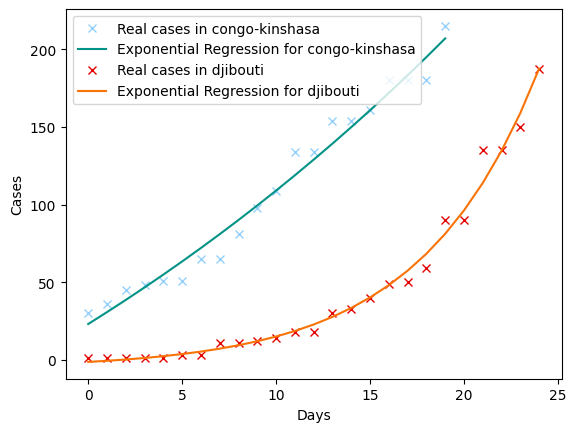 Real cases in congo-kinshasa
Exponential Regression for congo-kinshasa
Real cases in djibouti
Exponential Regression for djibouti
200
150
100
50
0
Cases
0 5 10 15 20 25
Days